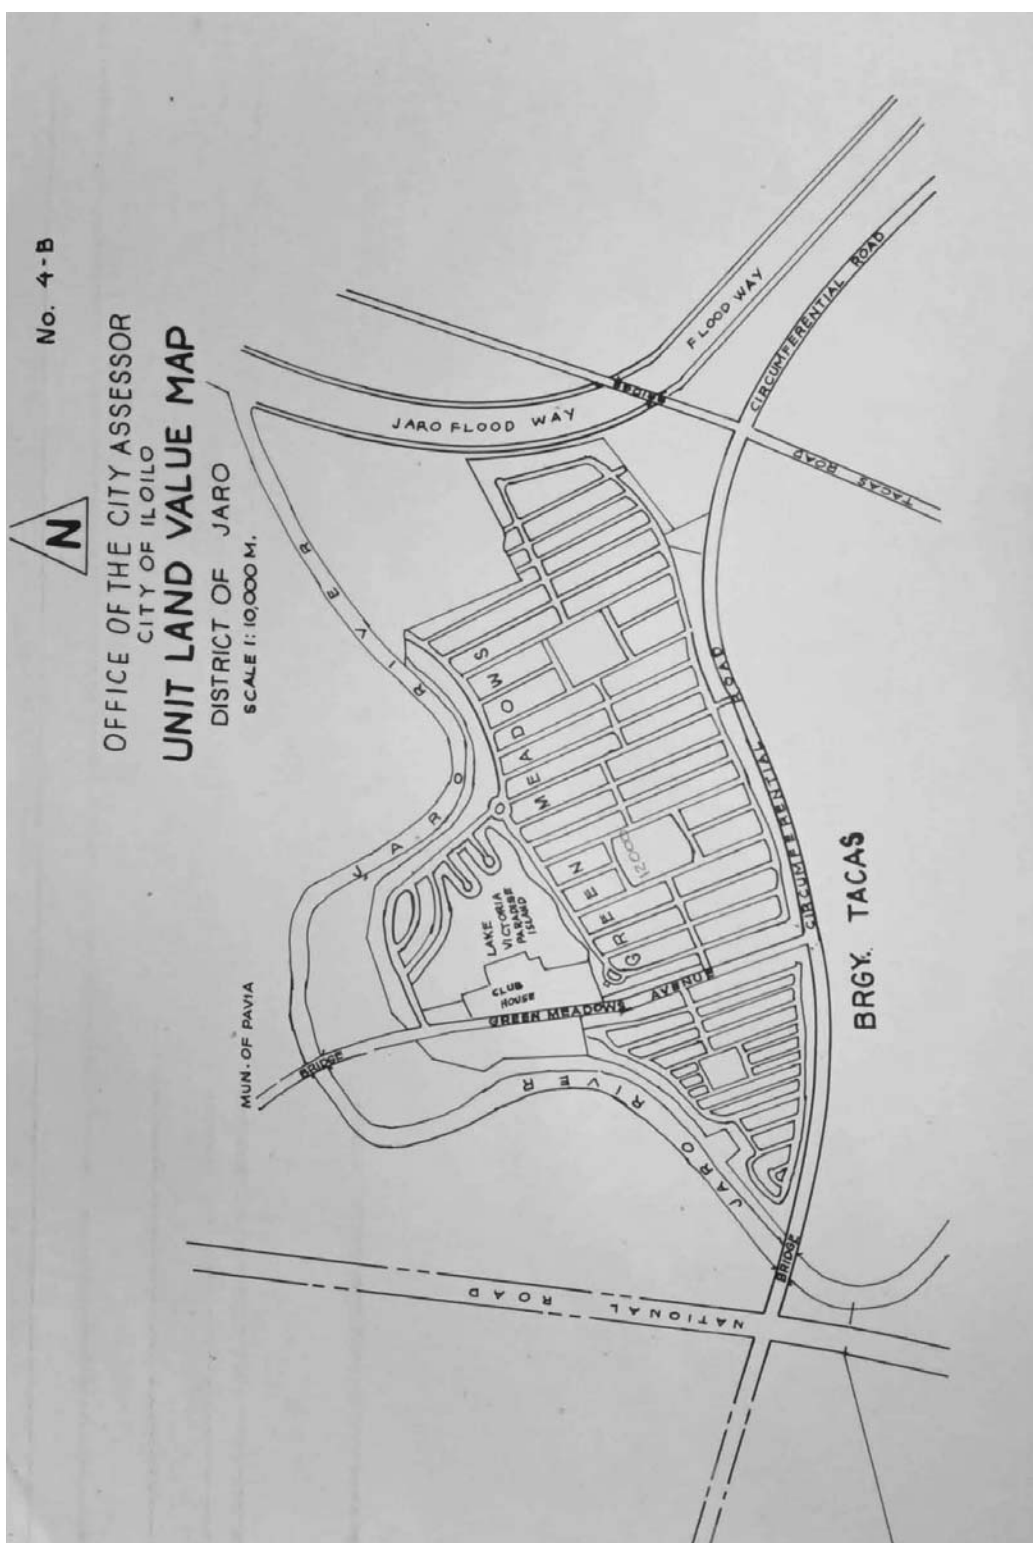 No. 4-B
N
OFFICE OF THE CITY ASSESSOR
CITY OF ILOILO
UNIT LAND VALUE MAP
DISTRICT OF JARO
SCALE 1:10,000 M.
MUN. OF PAVIA
BRIDGE
JARO RIVER
JARO FLOOD WAY
FLOOD WAY
BRIDGE
CIRCUMFERENTIAL ROAD
TACAS ROAD
LAKE
VICTORIA
PARADISE
ISLAND
CLUB
HOUSE
GREEN MEADOWS
12,000
GREEN MEADOWS AVENUE
JARO RIVER
CIRCUMFERENTIAL ROAD
BRGY. TACAS
BRIDGE
NATIONAL ROAD